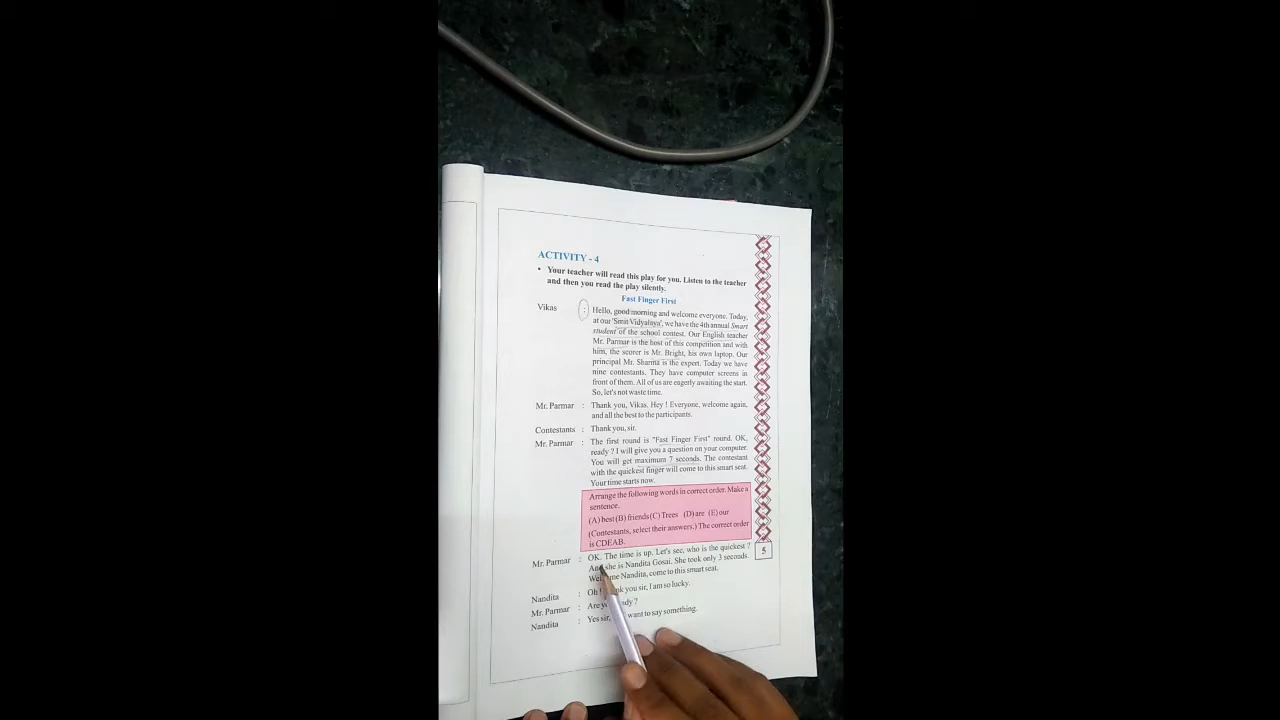 ACTIVITY - 4
• Your teacher will read this play for you. Listen to the teacher
and then you read the play silently.
Fast Finger First
Vikas : Hello, good morning and welcome everyone. Today,
at our 'Smit Vidyalaya', we have the 4th annual Smart
student of the school contest. Our English teacher
Mr. Parmar is the host of this competition and with
him, the scorer is Mr. Bright, his own laptop. Our
principal Mr. Sharma is the expert. Today we have
nine contestants. They have computer screens in
front of them. All of us are eagerly awaiting the start.
So, let's not waste time.
Mr. Parmar : Thank you, Vikas. Hey ! Everyone, welcome again,
and all the best to the participants.
Contestants : Thank you, sir.
Mr. Parmar : The first round is "Fast Finger First" round. OK,
ready ? I will give you a question on your computer.
You will get maximum 7 seconds. The contestant
with the quickest finger will come to this smart seat.
Your time starts now.
Arrange the following words in correct order. Make a
sentence.
(A) best (B) friends (C) Trees (D) are (E) our
(Contestants, select their answers.) The correct order
is CDEAB.
Mr. Parmar : OK. The time is up. Let's see, who is the quickest ?
And she is Nandita Gosai. She took only 3 seconds.
Nandita, come to this smart seat.
Nandita : Oh ! you sir, I am so lucky.
Mr. Parmar : Are ?
Nandita : Yes sir, want to say something.
5